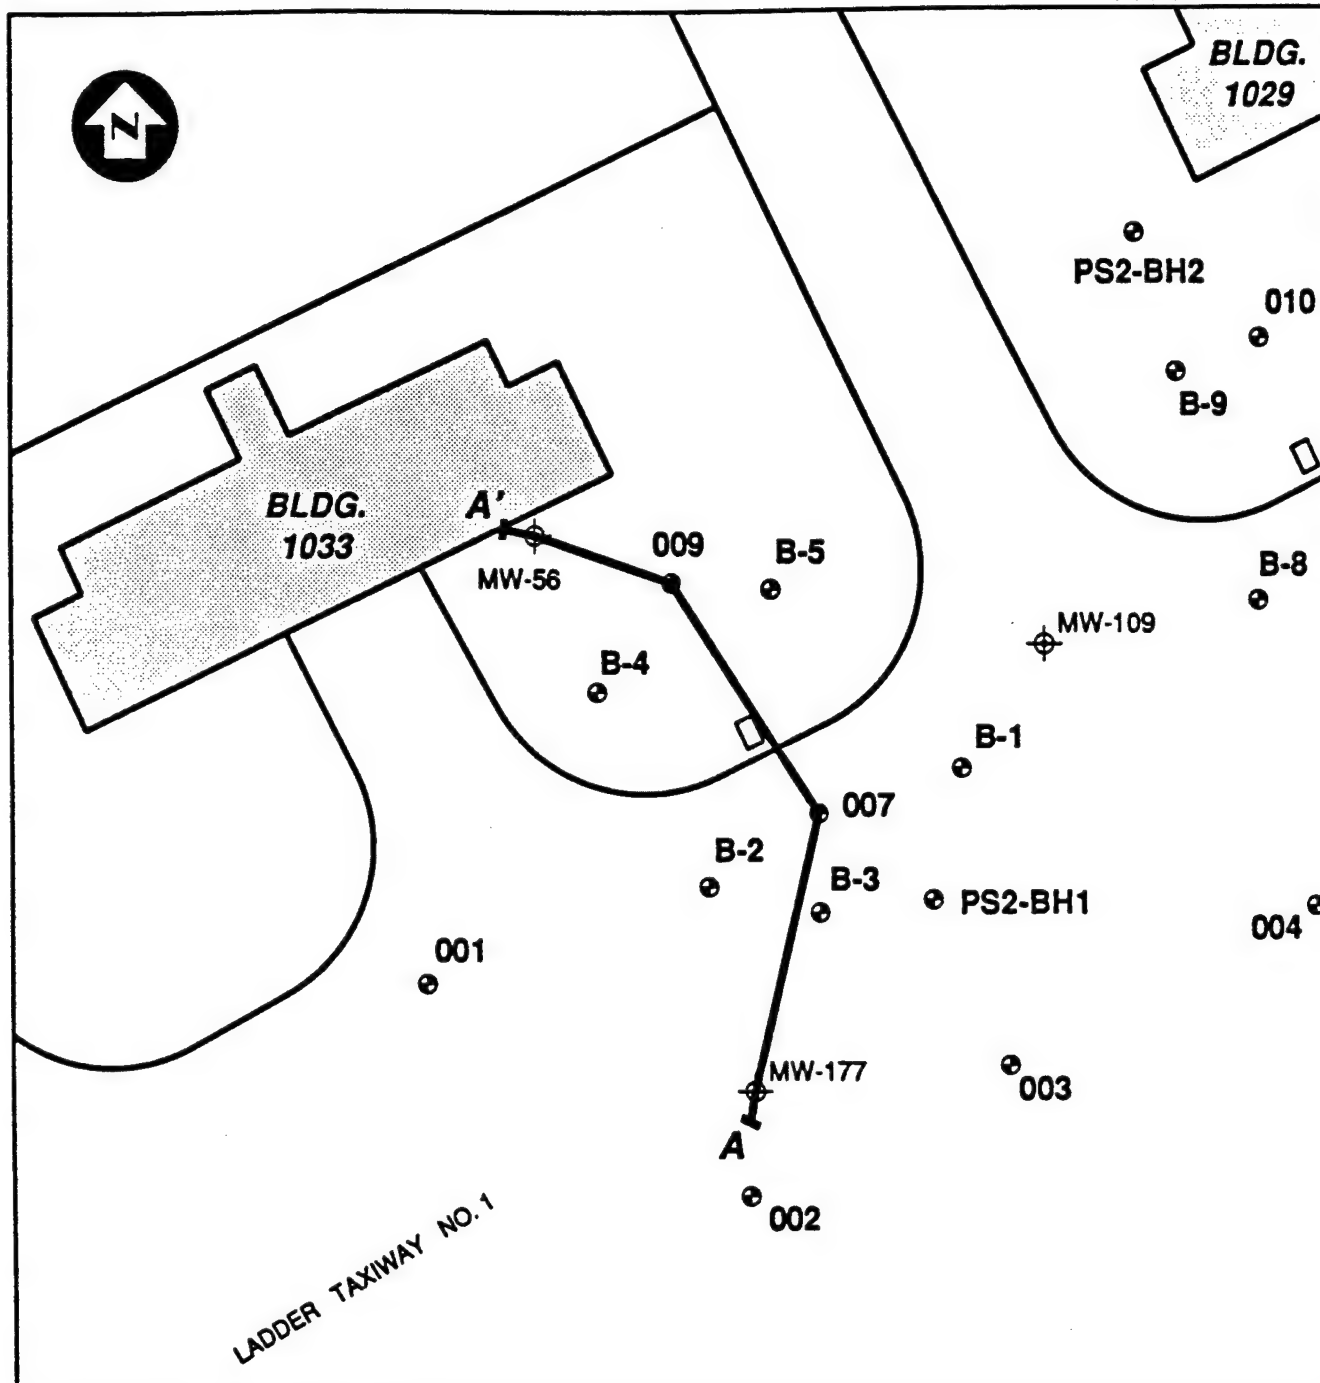 BLDG.
1029
N
PS2-BH2
010
B-9
BLDG.
1033
A'
MW-56
009
B-5
B-8
MW-109
B-4
B-1
007
B-2
B-3
PS2-BH1
004
001
MW-177
003
A
002
LADDER TAXIWAY NO. 1